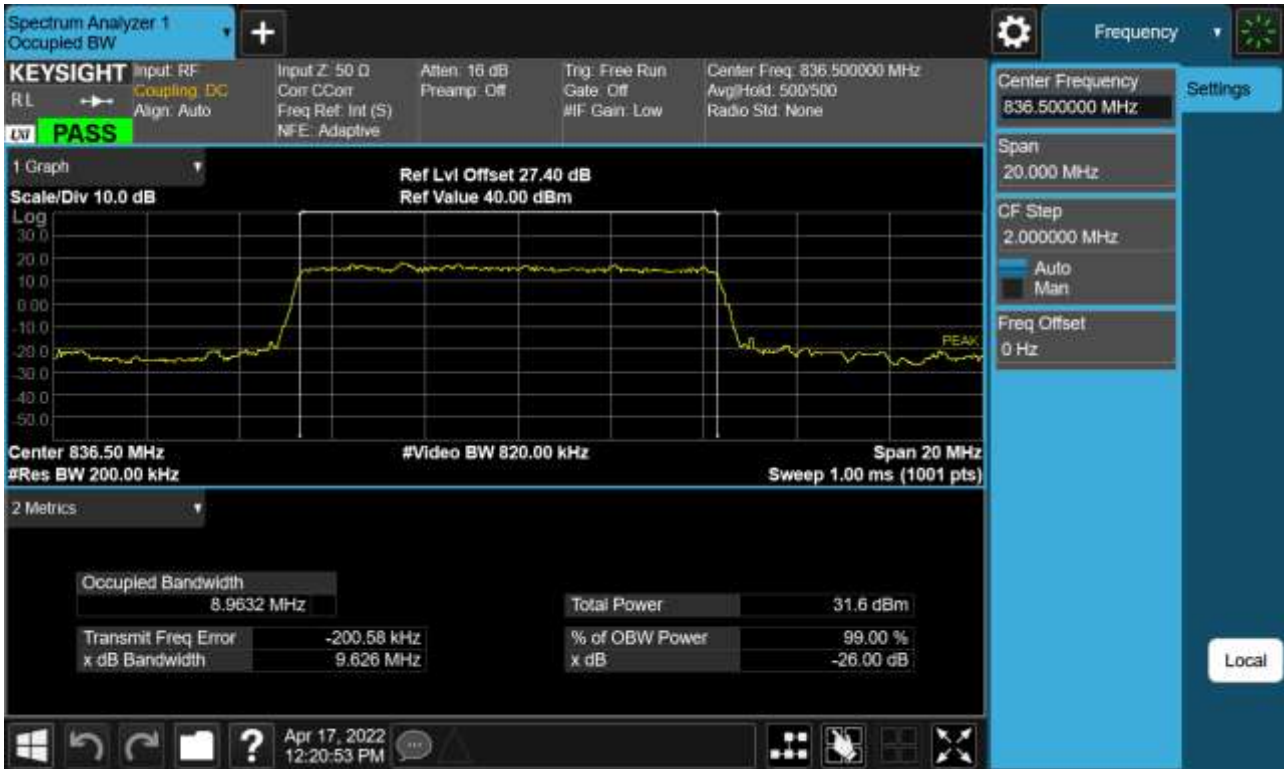 Spectrum Analyzer 1
Occupied BW
+
Frequency
KEYSIGHT
RL
LXI
PASS
Input: RF
Coupling: DC
Align: Auto
Input Z: 50 Ω
Corr CCorr
Freq Ref: Int (S)
NFE: Adaptive
Atten: 16 dB
Preamp: Off
Trig: Free Run
Gate: Off
#IF Gain: Low
Center Freq: 836.500000 MHz
Avg|Hold: 500/500
Radio Std: None
Center Frequency
836.500000 MHz
Settings
Span
20.000 MHz
CF Step
2.000000 MHz
Auto
Man
Freq Offset
0 Hz
Local
1 Graph
Scale/Div 10.0 dB
Ref Lvl Offset 27.40 dB
Ref Value 40.00 dBm
Log
30.0
20.0
10.0
0.00
-10.0
-20.0
-30.0
-40.0
-50.0
PEAK
Center 836.50 MHz
#Video BW 820.00 kHz
Span 20 MHz
#Res BW 200.00 kHz
Sweep 1.00 ms (1001 pts)
2 Metrics
Occupied Bandwidth
8.9632 MHz
Total Power 31.6 dBm
Transmit Freq Error -200.58 kHz
% of OBW Power 99.00 %
x dB Bandwidth 9.626 MHz
x dB -26.00 dB
?
Apr 17, 2022
12:20:53 PM